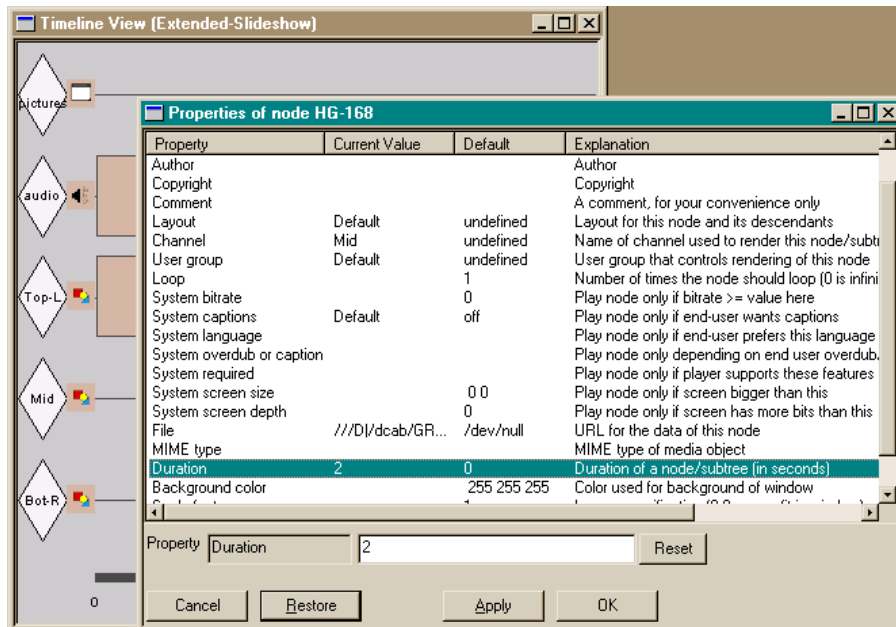 Timeline View (Extended-Slideshow)
pictures
Properties of node HG-168
Property Current Value Default Explanation
Author Author
Copyright Copyright
Comment A comment, for your convenience only
Layout Default undefined Layout for this node and its descendants
Channel Mid undefined Name of channel used to render this node/subtr
User group Default undefined User group that controls rendering of this node
Loop 1 Number of times the node should loop (0 is infini
System bitrate 0 Play node only if bitrate >= value here
System captions Default off Play node only if end-user wants captions
System language Play node only if end-user prefers this language
System overdub or caption Play node only depending on end user overdub.
System required Play node only if player supports these features
System screen size 0 0 Play node only if screen bigger than this
System screen depth 0 Play node only if screen has more bits than this
File ///D|/dcab/GR... /dev/null URL for the data of this node
MIME type MIME type of media object
Duration 2 0 Duration of a node/subtree (in seconds)
Background color 255 255 255 Color used for background of window
audio
Top-L
Mid
Bot-R
0
Property Duration 2 Reset
Cancel Restore Apply OK